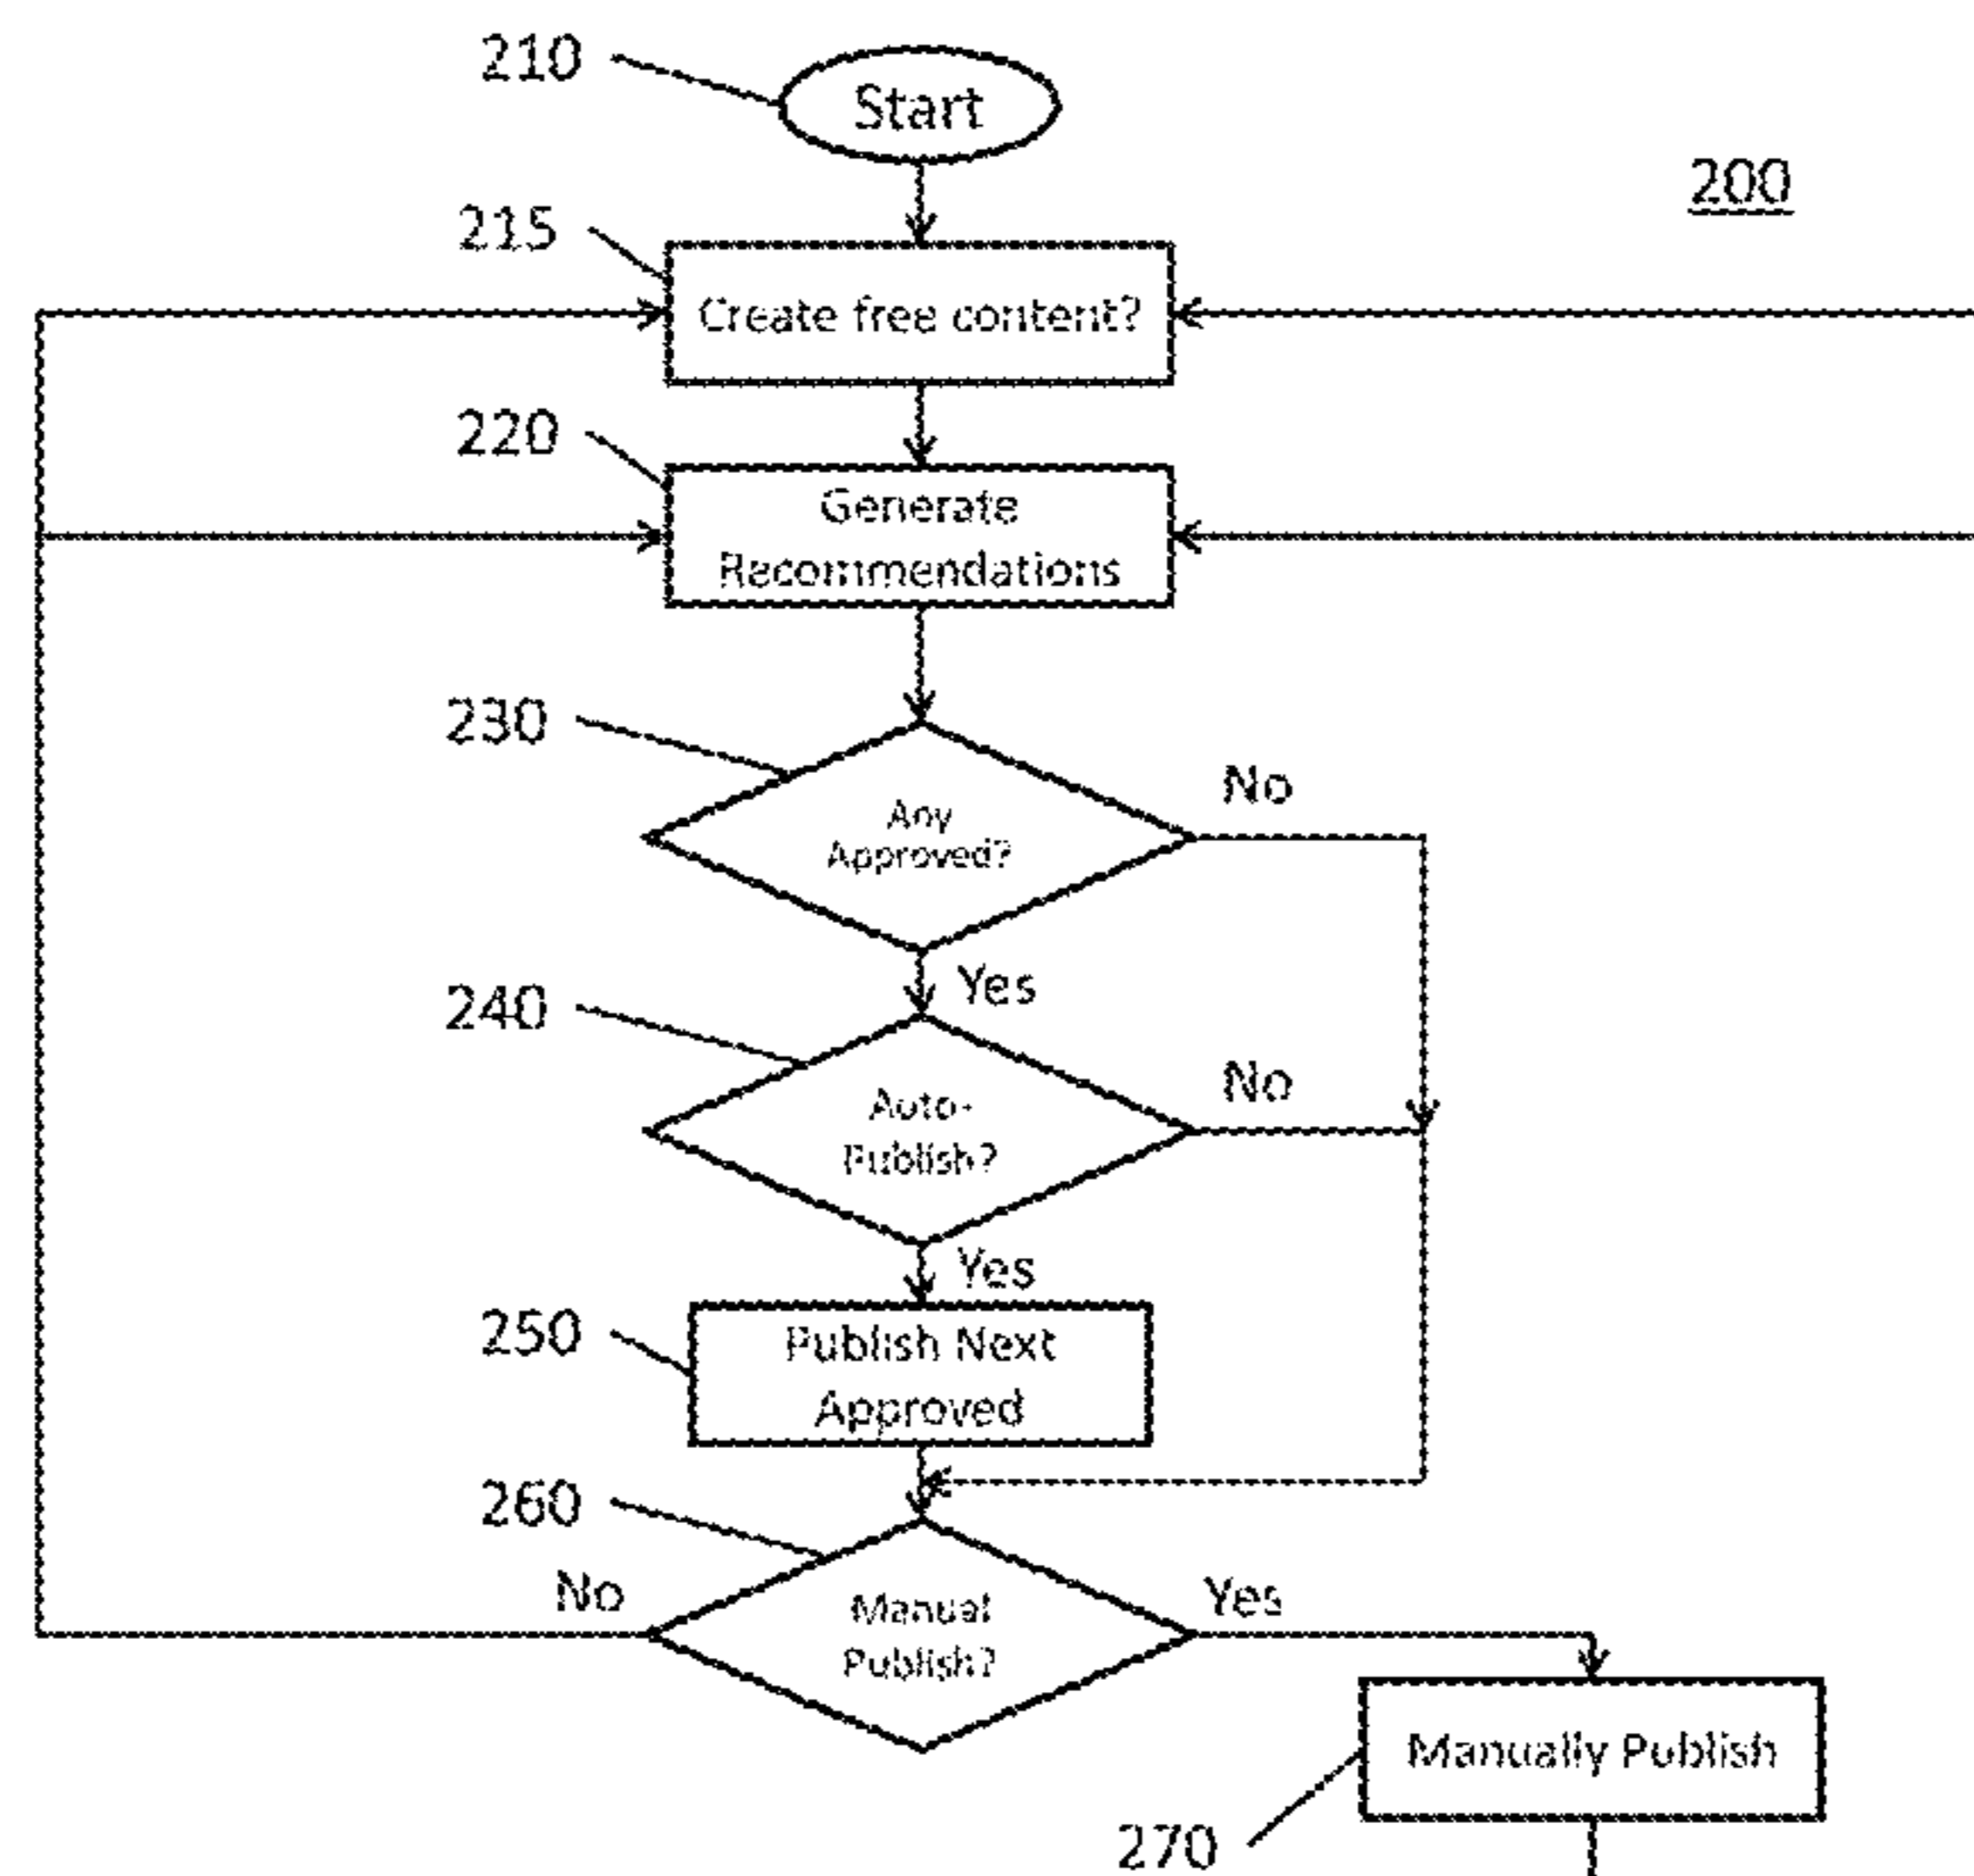 210
Start
200
215
Create free content?
220
Generate
Recommendations
230
Any
Approved?
No
Yes
240
Auto-
Publish?
No
Yes
250
Publish Next
Approved
260
No
Manual
Publish?
Yes
Manually Publish
270